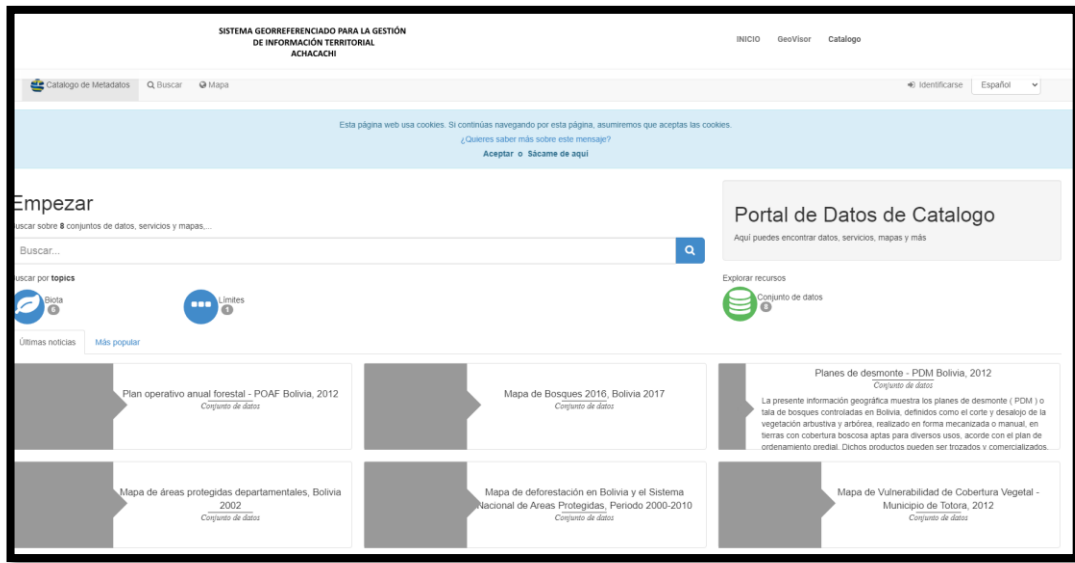 SISTEMA GEORREFERENCIADO PARA LA GESTIÓN
DE INFORMACIÓN TERRITORIAL
ACHACACHI
INICIO GeoVisor Catalogo
Catalogo de Metadatos Buscar Mapa
Identificarse Español
Esta página web usa cookies. Si continúas navegando por esta página, asumiremos que aceptas las cookies.
¿Quieres saber más sobre este mensaje?
Aceptar o Sácame de aquí
Empezar
uscar sobre 8 conjuntos de datos, servicios y mapas,...
Buscar...
Portal de Datos de Catalogo
Aquí puedes encontrar datos, servicios, mapas y más
uscar por topics
Biota
6
Límites
1
Explorar recursos
Conjunto de datos
8
Últimas noticias Más popular
Plan operativo anual forestal - POAF Bolivia, 2012
Conjunto de datos
Mapa de Bosques 2016, Bolivia 2017
Conjunto de datos
Planes de desmonte - PDM Bolivia, 2012
Conjunto de datos
La presente información geográfica muestra los planes de desmonte ( PDM ) o
tala de bosques controladas en Bolivia, definidos como el corte y desalojo de la
vegetación arbustiva y arbórea, realizado en forma mecanizada o manual, en
tierras con cobertura boscosa aptas para diversos usos, acorde con el plan de
ordenamiento predial. Dichos productos pueden ser trozados y comercializados.
Mapa de áreas protegidas departamentales, Bolivia
2002
Conjunto de datos
Mapa de deforestación en Bolivia y el Sistema
Nacional de Areas Protegidas, Periodo 2000-2010
Conjunto de datos
Mapa de Vulnerabilidad de Cobertura Vegetal -
Municipio de Totora, 2012
Conjunto de datos